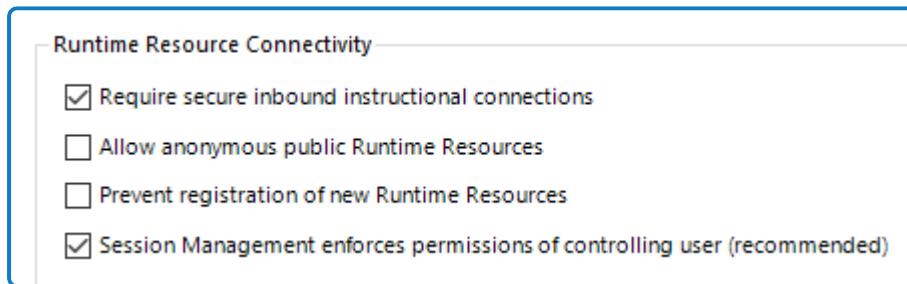 Runtime Resource Connectivity
Require secure inbound instructional connections
Allow anonymous public Runtime Resources
Prevent registration of new Runtime Resources
Session Management enforces permissions of controlling user (recommended)